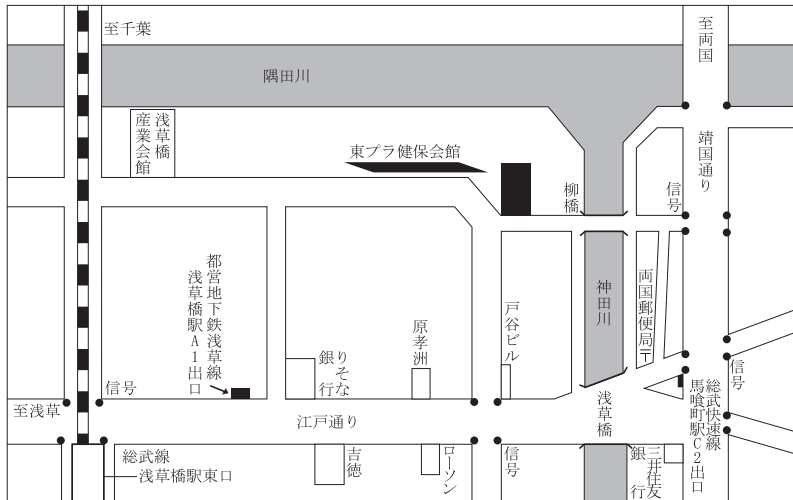 至千葉
隅田川
至両国
浅草橋
産業会館
東プラ健保会館
柳橋
信号
靖国通り
都営地下鉄浅草線
浅草橋駅A1出口
原孝洲
戸谷ビル
神田川
両国郵便局〒
りそな
銀行
信号
至浅草
江戸通り
浅草橋
信号
総武快速線
馬喰町駅C2出口
総武線
浅草橋駅東口
吉徳
ローソン
信号
三井住友
銀行